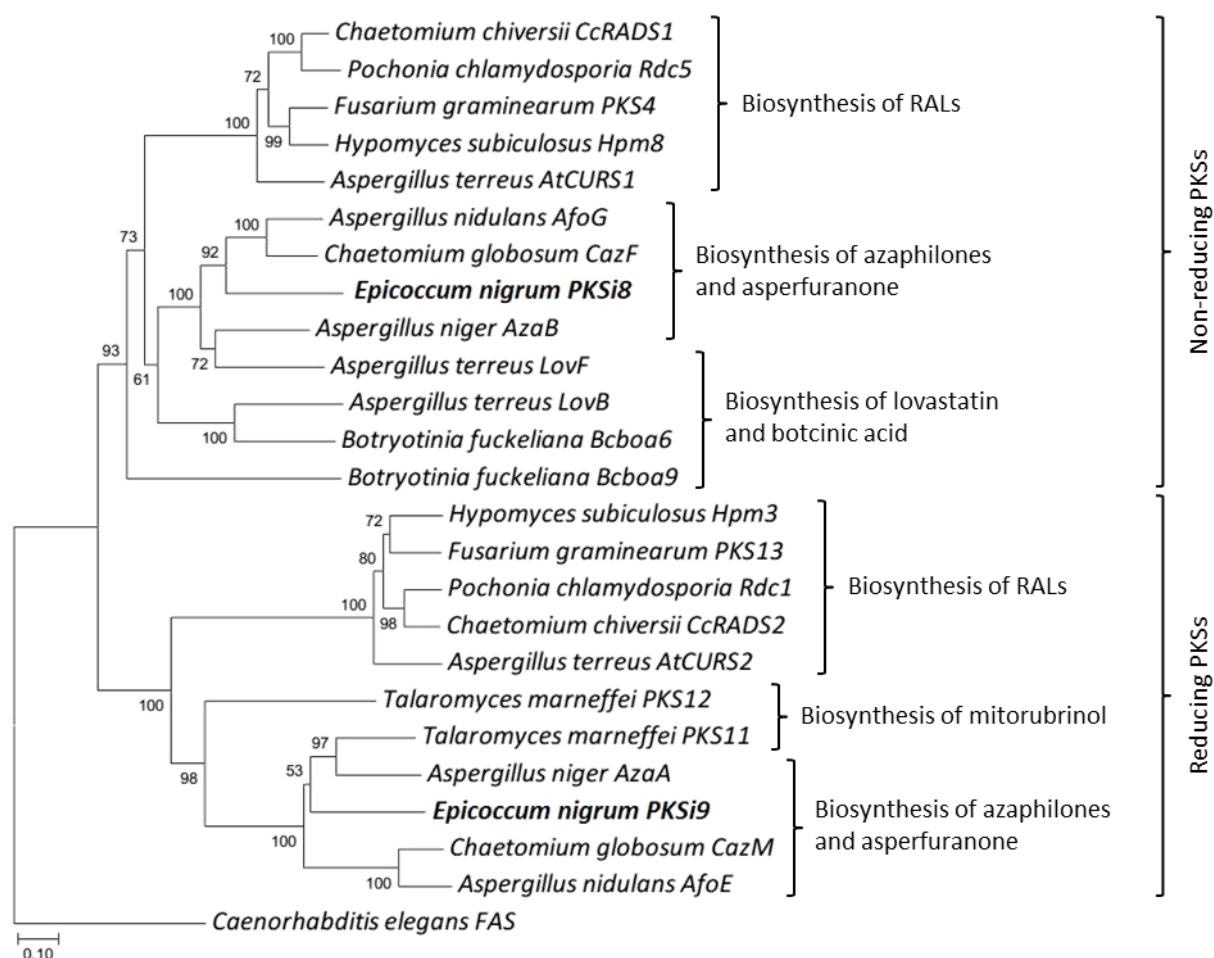 100
Chaetomium chiversii CcRADS1
Pochonia chlamydosporia Rdc5
72
Fusarium graminearum PKS4
100
99
Hypomyces subiculosus Hpm8
Aspergillus terreus AtCURS1
Biosynthesis of RALs
100
Aspergillus nidulans AfoG
73
92
Chaetomium globosum CazF
Biosynthesis of azaphilones
and asperfuranone
100
Epicoccum nigrum PKSi8
Aspergillus niger AzaB
93
72
Aspergillus terreus LovF
61
Aspergillus terreus LovB
Biosynthesis of lovastatin
and botcinic acid
100
Botryotinia fuckeliana Bcboa6
Botryotinia fuckeliana Bcboa9
Non-reducing PKSs
72
Hypomyces subiculosus Hpm3
80
Fusarium graminearum PKS13
Pochonia chlamydosporia Rdc1
Biosynthesis of RALs
100
98
Chaetomium chiversii CcRADS2
Aspergillus terreus AtCURS2
100
Talaromyces marneffei PKS12
Biosynthesis of mitorubrinol
97
Talaromyces marneffei PKS11
98
53
Aspergillus niger AzaA
Epicoccum nigrum PKSi9
Biosynthesis of azaphilones
and asperfuranone
100
Chaetomium globosum CazM
100
Aspergillus nidulans AfoE
Reducing PKSs
Caenorhabditis elegans FAS
0.10